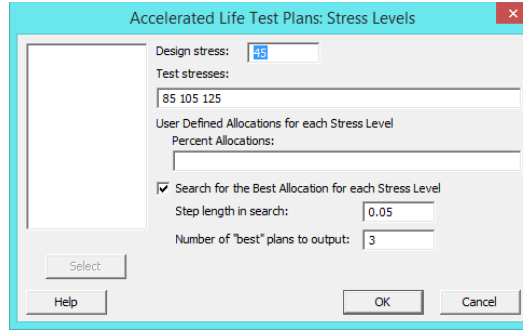 Accelerated Life Test Plans: Stress Levels
Design stress: 45
Test stresses:
85 105 125
User Defined Allocations for each Stress Level
Percent Allocations:
Search for the Best Allocation for each Stress Level
Step length in search: 0.05
Number of "best" plans to output: 3
Select
Help OK Cancel